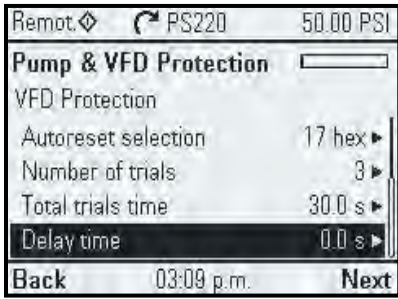 Remot. PS220 50.00 PSI
Pump & VFD Protection
VFD Protection
Autoreset selection 17 hex
Number of trials 3
Total trials time 30.0 s
Delay time 0.0 s
Back 03:09 p.m. Next